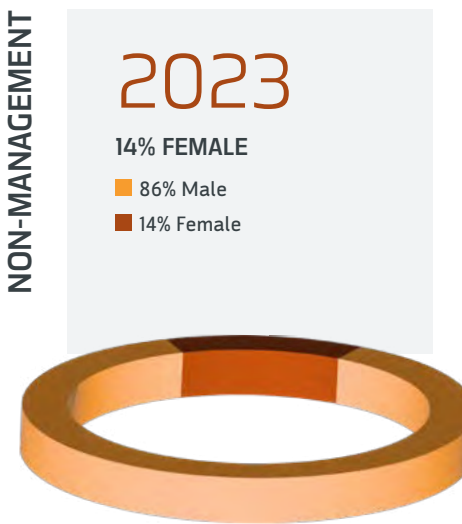 NON-MANAGEMENT
2023
14% FEMALE
86% Male
14% Female